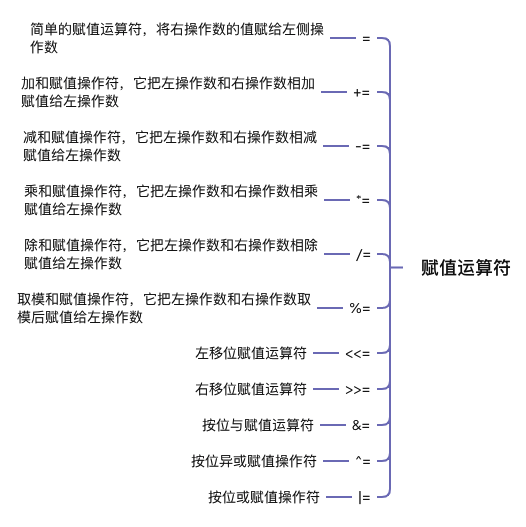 简单的赋值运算符，将右操作数的值赋给左侧操
作数
=
加和赋值操作符，它把左操作数和右操作数相加
赋值给左操作数
+=
减和赋值操作符，它把左操作数和右操作数相减
赋值给左操作数
-=
乘和赋值操作符，它把左操作数和右操作数相乘
赋值给左操作数
*=
除和赋值操作符，它把左操作数和右操作数相除
赋值给左操作数
/=
赋值运算符
取模和赋值操作符，它把左操作数和右操作数取
模后赋值给左操作数
%=
左移位赋值运算符
<<=
右移位赋值运算符
>>=
按位与赋值运算符
&=
按位异或赋值操作符
^=
按位或赋值操作符
|=